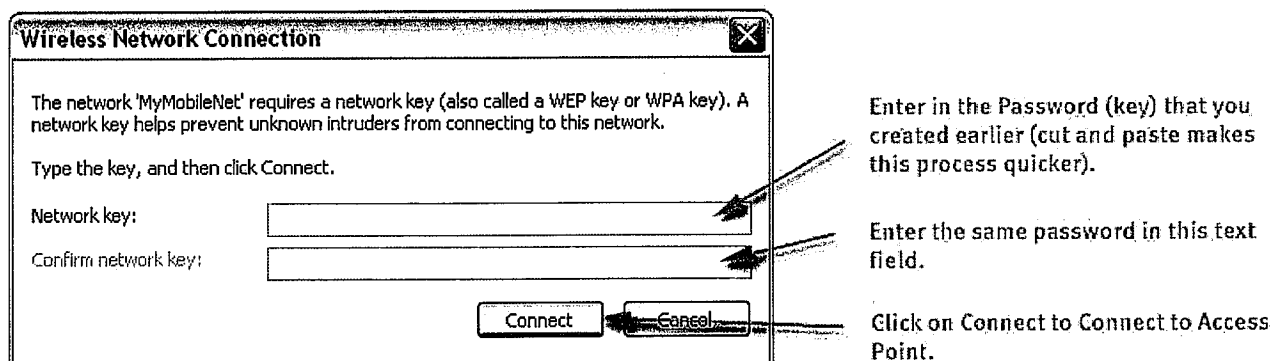 Wireless Network Connection
The network 'MyMobileNet' requires a network key (also called a WEP key or WPA key). A
network key helps prevent unknown intruders from connecting to this network.
Type the key, and then click Connect.
Network key:
Confirm network key:
Connect
Cancel
Enter in the Password (key) that you
created earlier (cut and paste makes
this process quicker).
Enter the same password in this text
field.
Click on Connect to Connect to Access
Point.